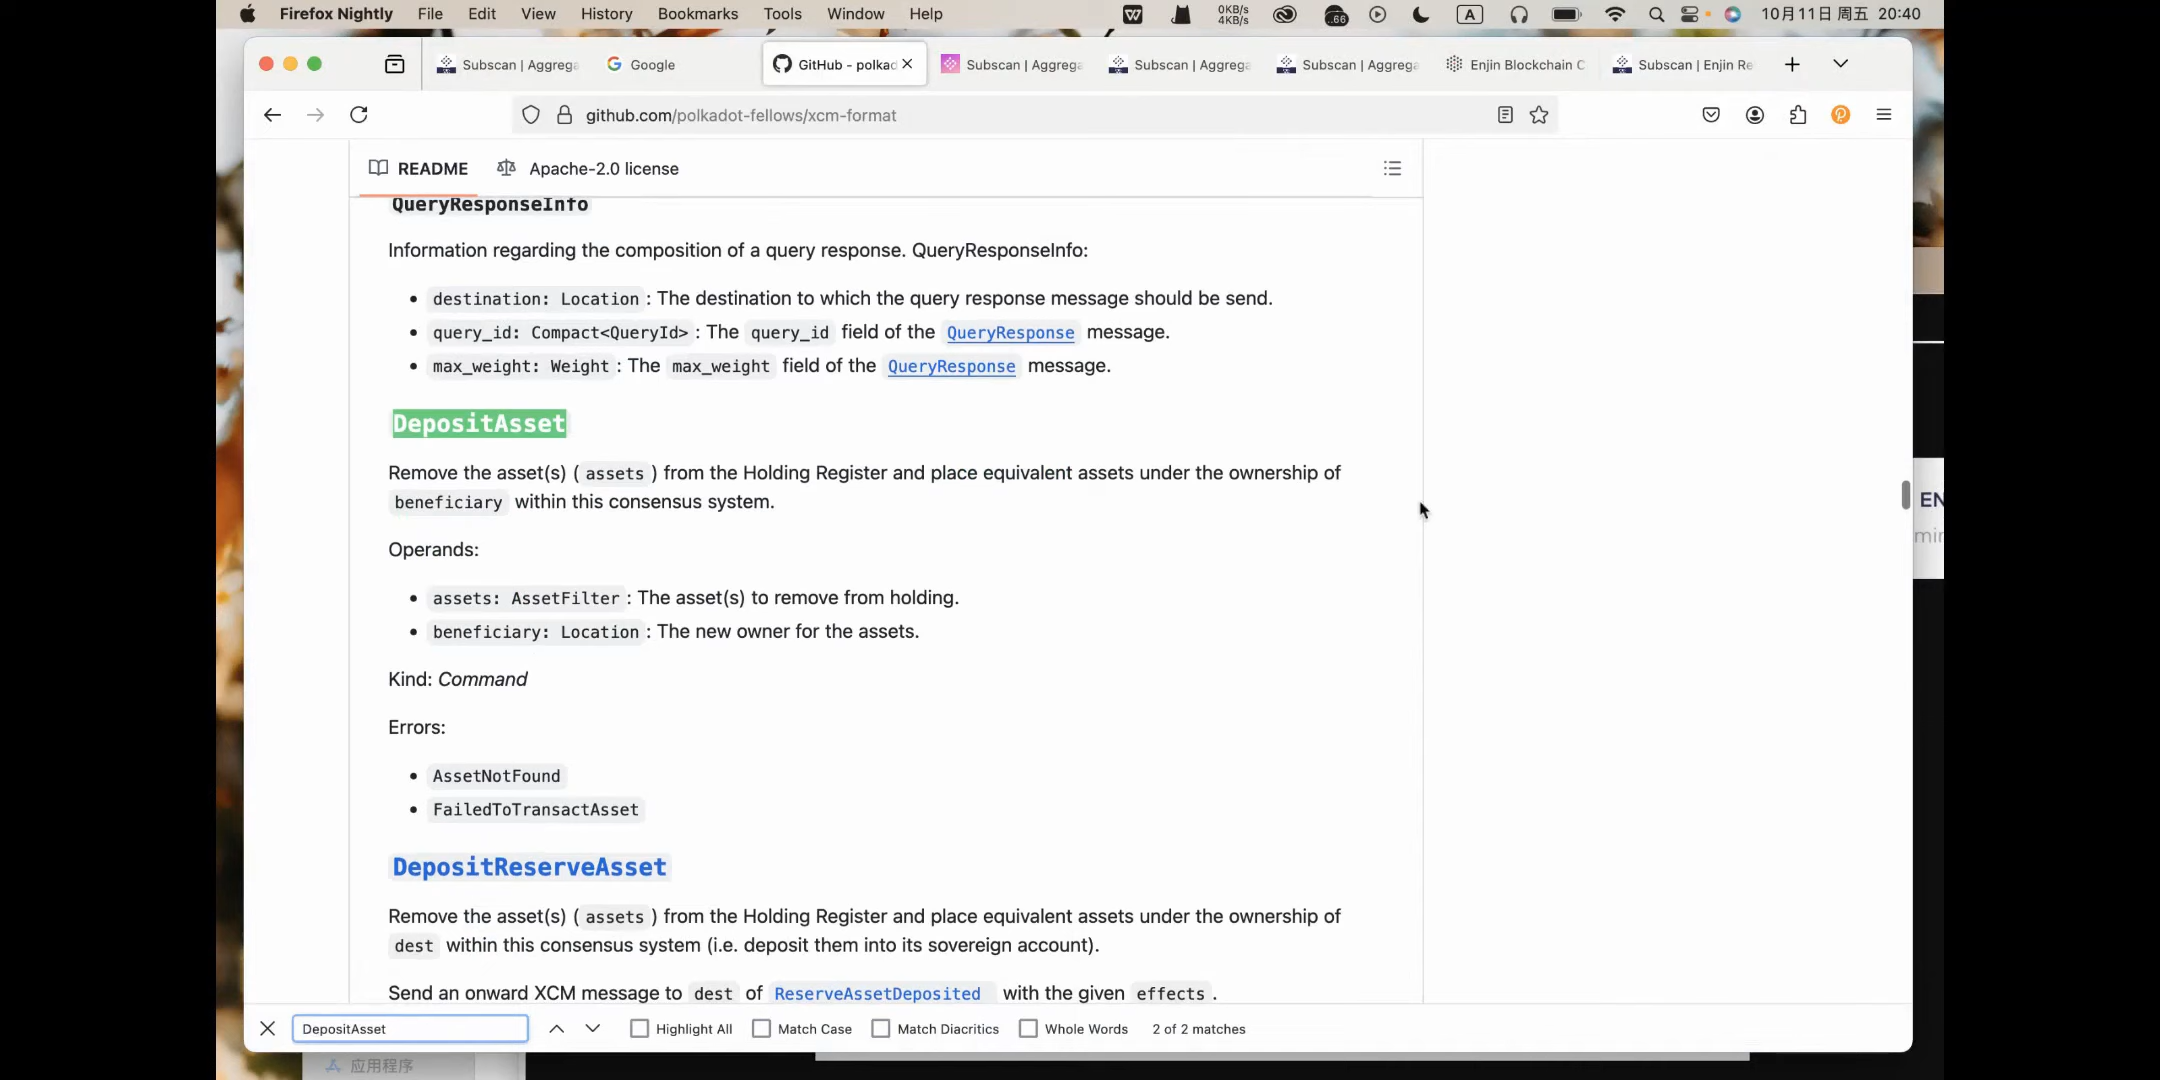 Firefox Nightly File Edit View History Bookmarks Tools Window Help 0KB/s 4KB/s .66 A 10月11日 周五 20:40
Subscan | Aggrega Google GitHub - polkad Subscan | Aggrega Subscan | Aggrega Subscan | Aggrega Enjin Blockchain C Subscan | Enjin Re
github.com/polkadot-fellows/xcm-format
README Apache-2.0 license
QueryResponseInfo
Information regarding the composition of a query response. QueryResponseInfo:
• destination: Location : The destination to which the query response message should be send.
• query_id: Compact<QueryId> : The query_id field of the QueryResponse message.
• max_weight: Weight : The max_weight field of the QueryResponse message.
DepositAsset
Remove the asset(s) ( assets ) from the Holding Register and place equivalent assets under the ownership of
beneficiary within this consensus system.
EN
min
Operands:
• assets: AssetFilter : The asset(s) to remove from holding.
• beneficiary: Location : The new owner for the assets.
Kind: Command
Errors:
• AssetNotFound
• FailedToTransactAsset
DepositReserveAsset
Remove the asset(s) ( assets ) from the Holding Register and place equivalent assets under the ownership of
dest within this consensus system (i.e. deposit them into its sovereign account).
Send an onward XCM message to dest of ReserveAssetDeposited with the given effects .
DepositAsset Highlight All Match Case Match Diacritics Whole Words 2 of 2 matches
应用程序